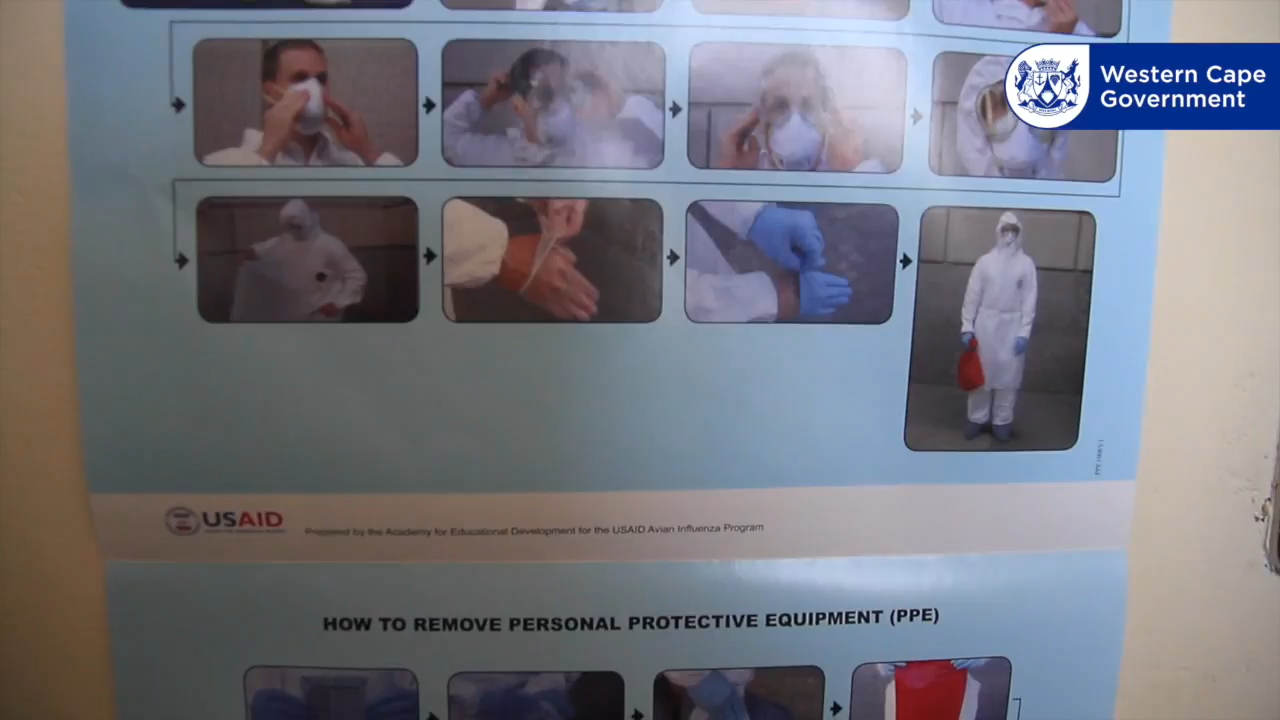 Western Cape
Government
USAID
Prepared by the Academy for Educational Development for the USAID Avian Influenza Program
HOW TO REMOVE PERSONAL PROTECTIVE EQUIPMENT (PPE)